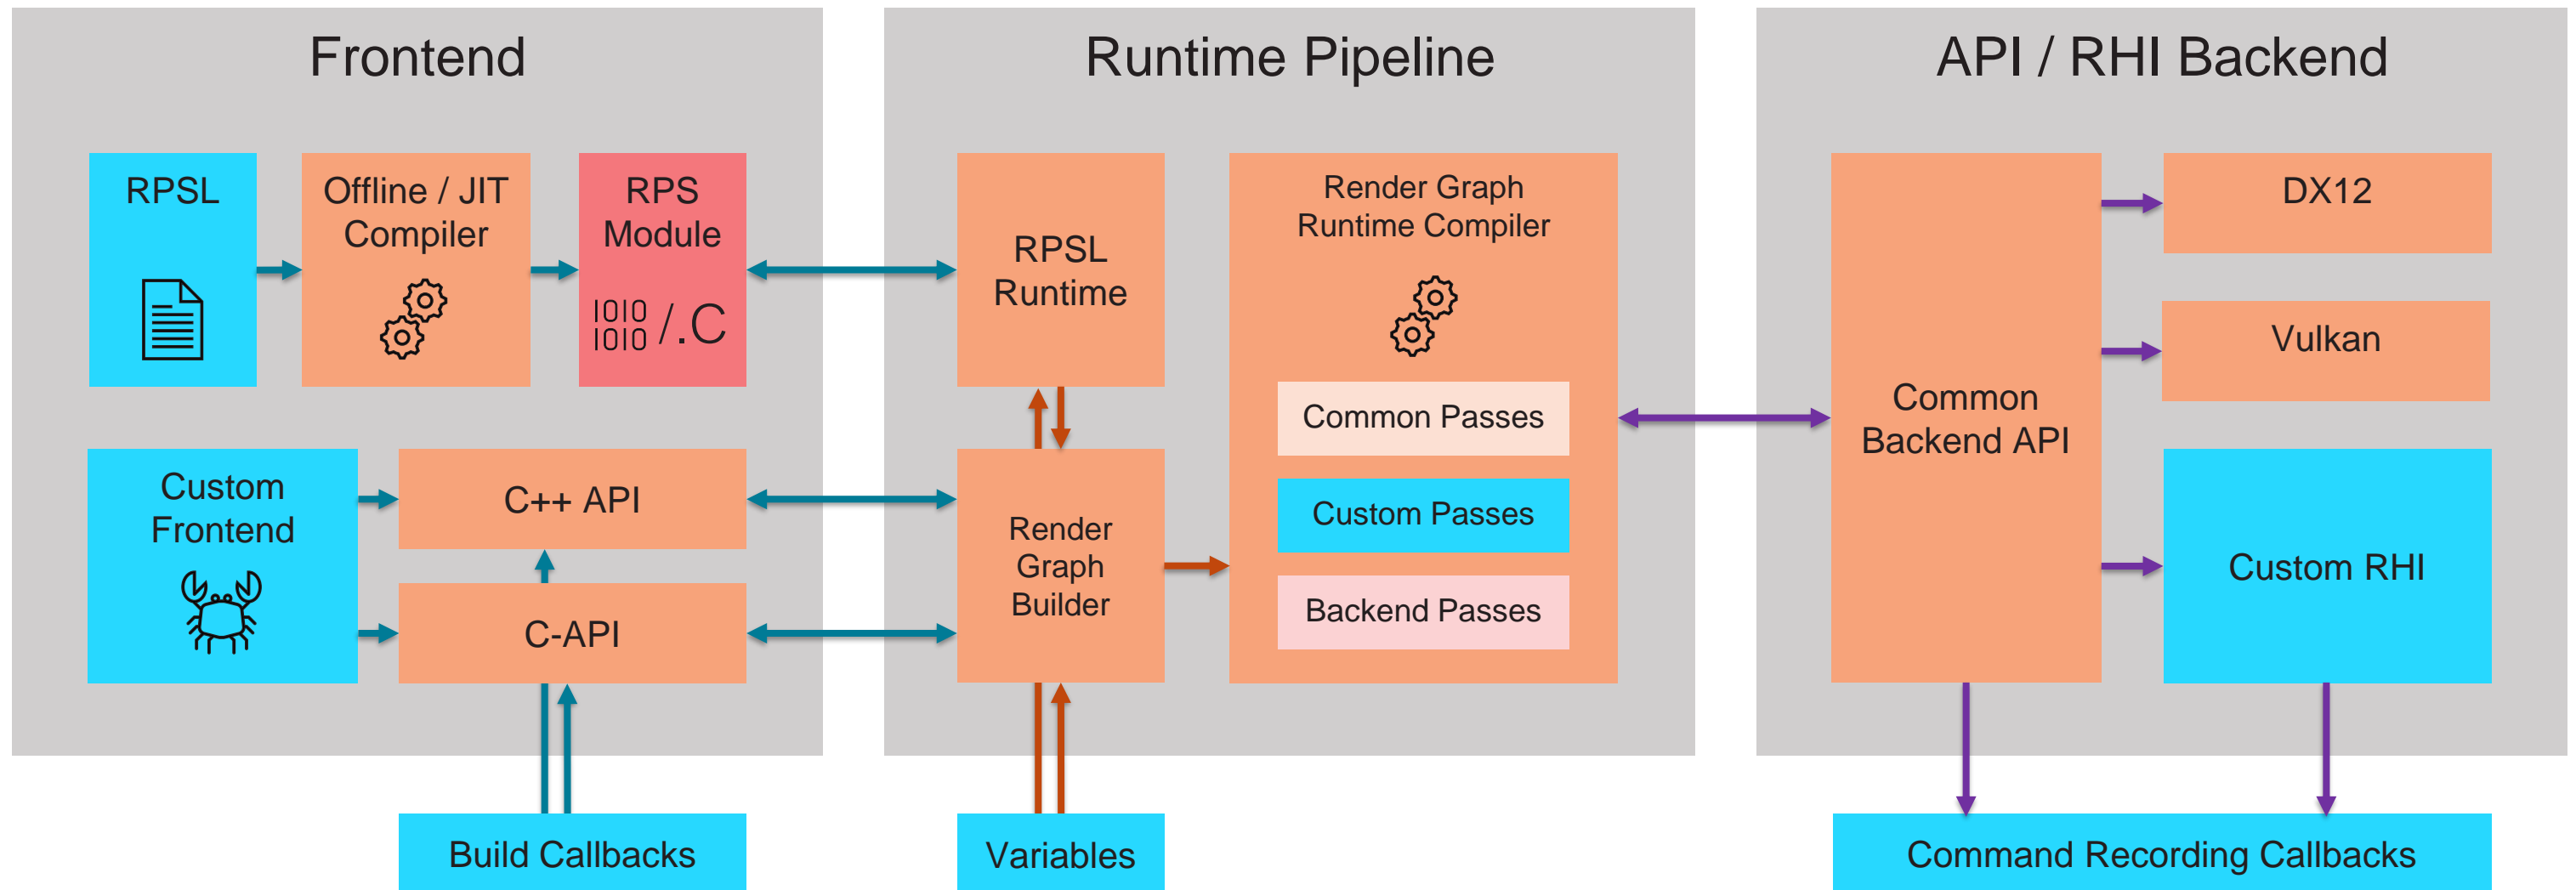 Frontend
RPSL
Offline / JIT
Compiler
RPS
Module
1010
1010 /.C
Custom
Frontend
C++ API
C-API
Build Callbacks
Runtime Pipeline
RPSL
Runtime
Render
Graph
Builder
Render Graph
Runtime Compiler
Common Passes
Custom Passes
Backend Passes
Variables
API / RHI Backend
Common
Backend API
DX12
Vulkan
Custom RHI
Command Recording Callbacks